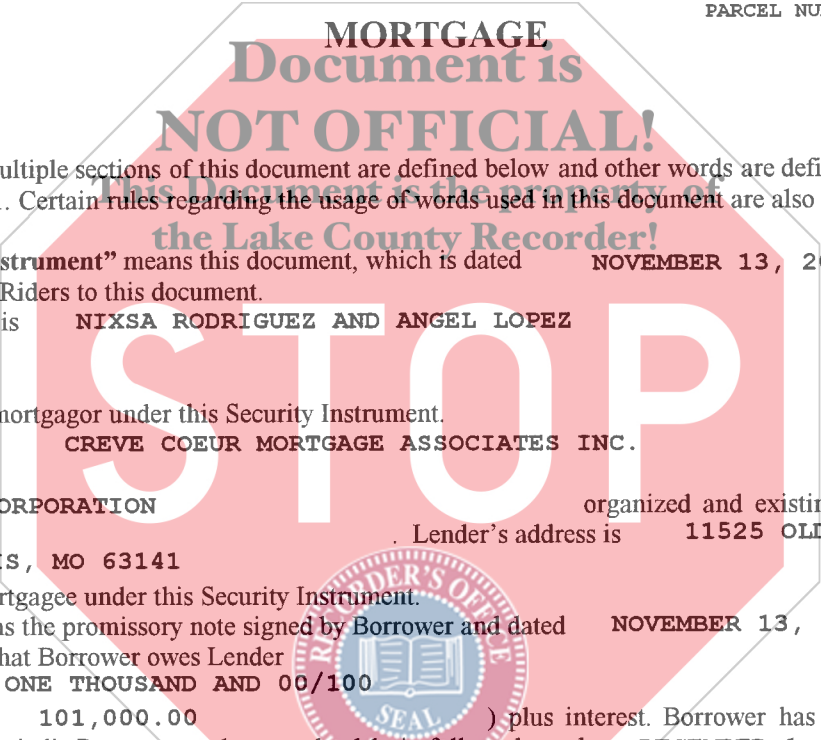 PARCEL NU
MORTGAGE
Document is
NOT OFFICIAL!
ultiple sections of this document are defined below and other words are defi
This Document is the property of
. Certain rules regarding the usage of words used in this document are also
the Lake County Recorder!
strument” means this document, which is dated NOVEMBER 13, 2
Riders to this document.
is NIXSA RODRIGUEZ AND ANGEL LOPEZ
STOP
mortgagor under this Security Instrument.
CREVE COEUR MORTGAGE ASSOCIATES INC.
ORPORATION organized and existin
. Lender’s address is 11525 OLD
S, MO 63141
rtgagee under this Security Instrument.
RECORDER'S OFFICE
ns the promissory note signed by Borrower and dated NOVEMBER 13,
hat Borrower owes Lender
ONE THOUSAND AND 00/100
SEAL
101,000.00 ) plus interest. Borrower has